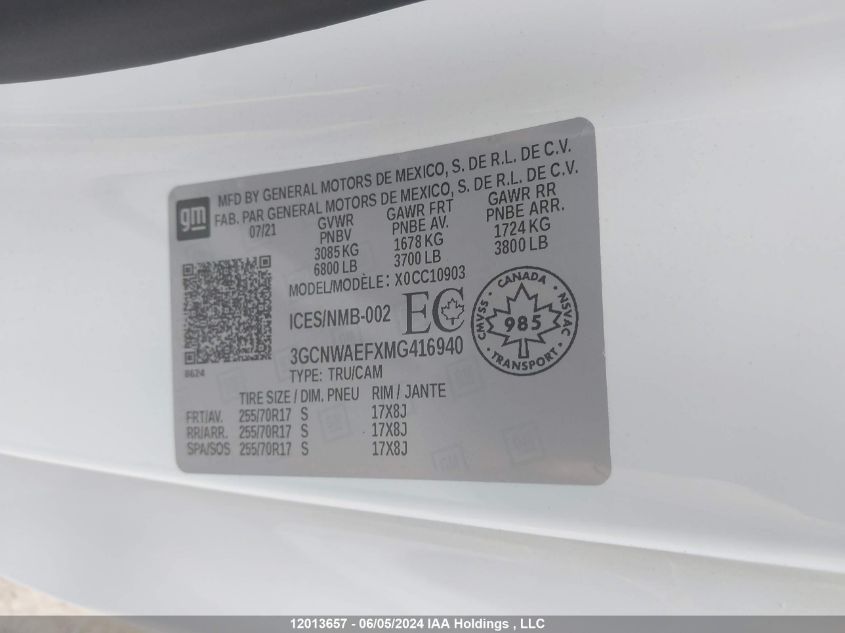 gm
MFD BY GENERAL MOTORS DE MEXICO, S. DE R.L. DE C.V.
FAB. PAR GENERAL MOTORS DE MEXICO, S. DE R.L. DE C.V.
07/21 GVWR GAWR FRT GAWR RR
PNBV PNBE AV. PNBE ARR.
3085 KG 1678 KG 1724 KG
6800 LB 3700 LB 3800 LB
MODEL/MODÈLE: X0CC10903
ICES/NMB-002 EC
CANADA
CMVSS 985 NSVAC
TRANSPORT
3GCNWAEFXMG416940
8624
TYPE: TRU/CAM
TIRE SIZE / DIM. PNEU RIM / JANTE
FRT/AV. 255/70R17 S 17X8J
RR/ARR. 255/70R17 S 17X8J
SPA/SOS 255/70R17 S 17X8J
12013657 - 06/05/2024 IAA Holdings , LLC